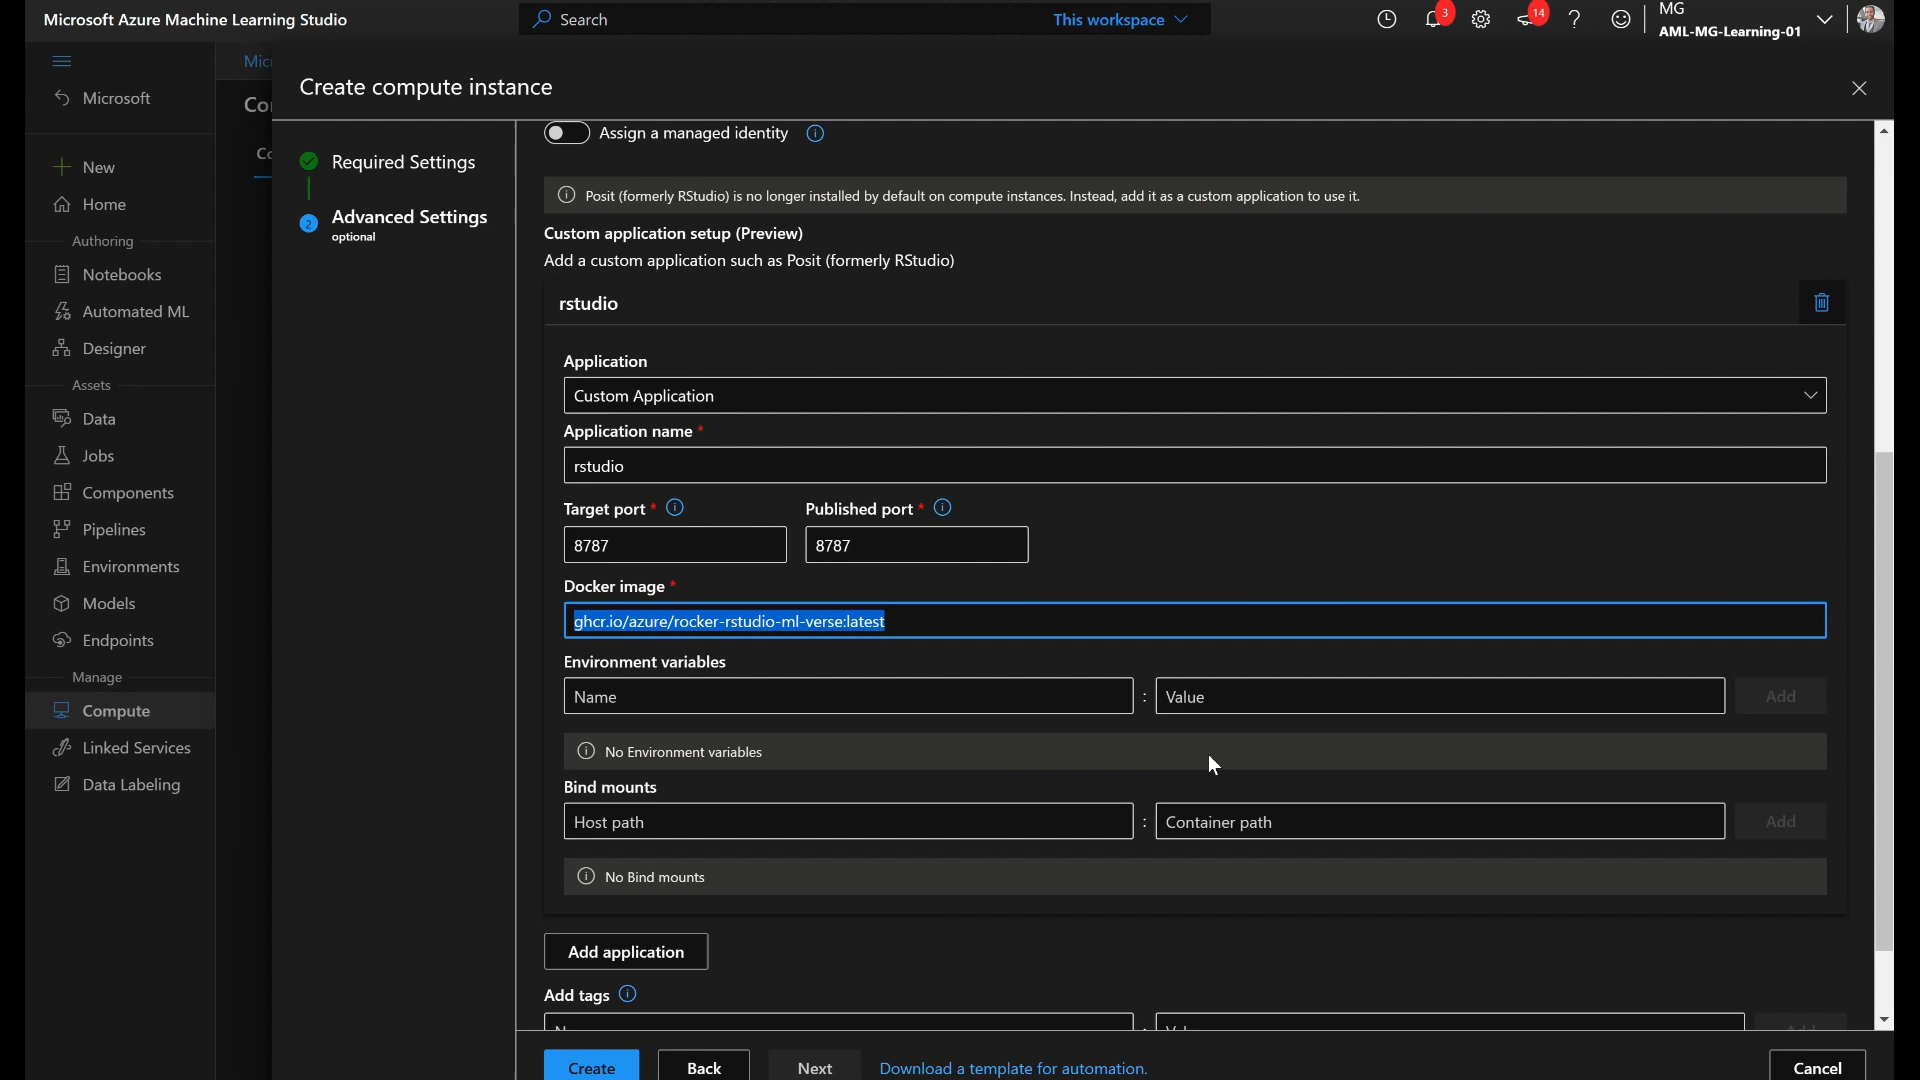 Microsoft Azure Machine Learning Studio
Search
This workspace
3
14
?
MG
AML-MG-Learning-01
Microsoft
New
Home
Authoring
Notebooks
Automated ML
Designer
Assets
Data
Jobs
Components
Pipelines
Environments
Models
Endpoints
Manage
Compute
Linked Services
Data Labeling
Create compute instance
Required Settings
2 Advanced Settings
optional
Assign a managed identity
Posit (formerly RStudio) is no longer installed by default on compute instances. Instead, add it as a custom application to use it.
Custom application setup (Preview)
Add a custom application such as Posit (formerly RStudio)
rstudio
Application
Custom Application
Application name *
rstudio
Target port * Published port *
8787 8787
Docker image *
ghcr.io/azure/rocker-rstudio-ml-verse:latest
Environment variables
Name : Value Add
No Environment variables
Bind mounts
Host path : Container path Add
No Bind mounts
Add application
Add tags
Create Back Next Download a template for automation. Cancel